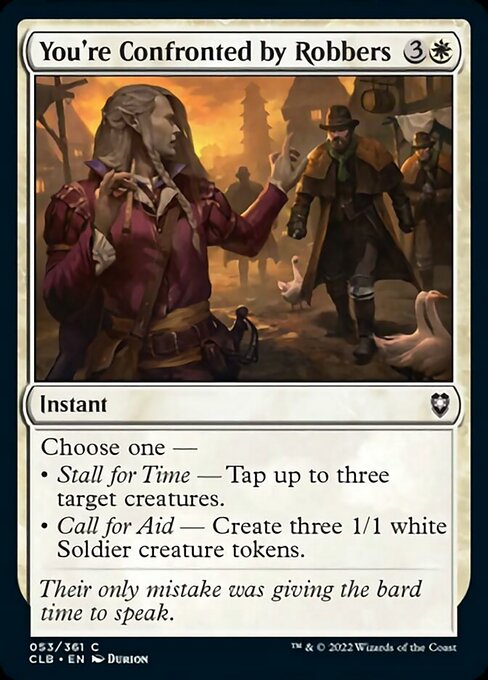 You're Confronted by Robbers 3
Instant
Choose one —
• Stall for Time — Tap up to three
target creatures.
• Call for Aid — Create three 1/1 white
Soldier creature tokens.
Their only mistake was giving the bard
time to speak.
053/361 C
CLB • EN Durion
™ & © 2022 Wizards of the Coast